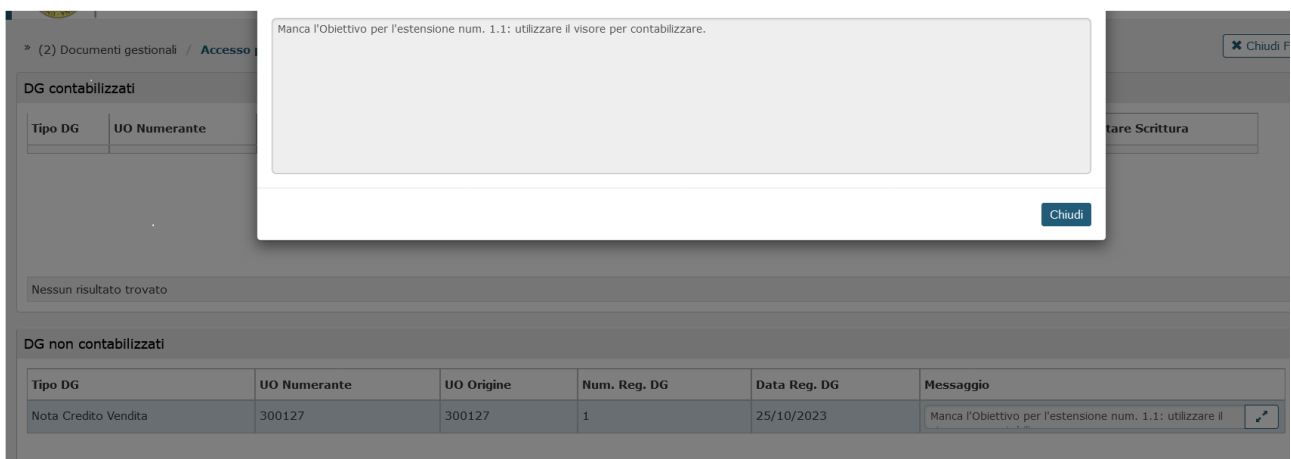 Manca l'Obiettivo per l'estensione num. 1.1: utilizzare il visore per contabilizzare.
» (2) Documenti gestionali / Accesso
✖ Chiudi F
DG contabilizzati
Tipo DG UO Numerante tare Scrittura
Chiudi
Nessun risultato trovato
DG non contabilizzati
Tipo DG UO Numerante UO Origine Num. Reg. DG Data Reg. DG Messaggio
Nota Credito Vendita 300127 300127 1 25/10/2023 Manca l'Obiettivo per l'estensione num. 1.1: utilizzare il